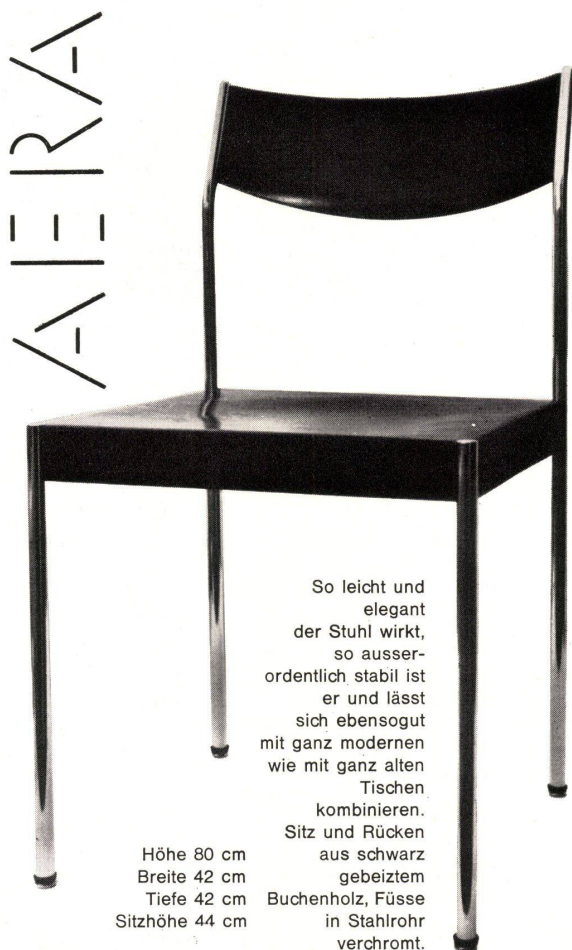 AERA
So leicht und
elegant
der Stuhl wirkt,
so ausser-
ordentlich stabil ist
er und lässt
sich ebensogut
mit ganz modernen
wie mit ganz alten
Tischen
kombinieren.
Sitz und Rücken
aus schwarz
gebeiztem
Buchenholz, Füsse
in Stahlrohr
verchromt.
Höhe 80 cm
Breite 42 cm
Tiefe 42 cm
Sitzhöhe 44 cm